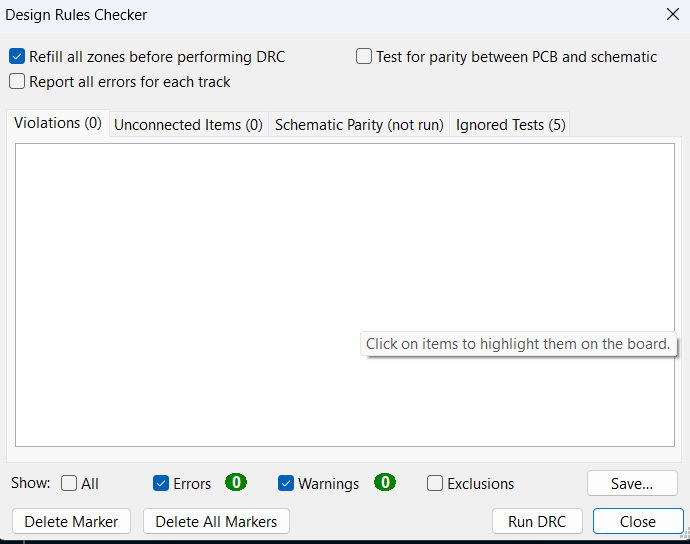 Design Rules Checker
Refill all zones before performing DRC
Test for parity between PCB and schematic
Report all errors for each track
Violations (0)
Unconnected Items (0)
Schematic Parity (not run)
Ignored Tests (5)
Click on items to highlight them on the board.
Show:
All
Errors
0
Warnings
0
Exclusions
Save...
Delete Marker
Delete All Markers
Run DRC
Close